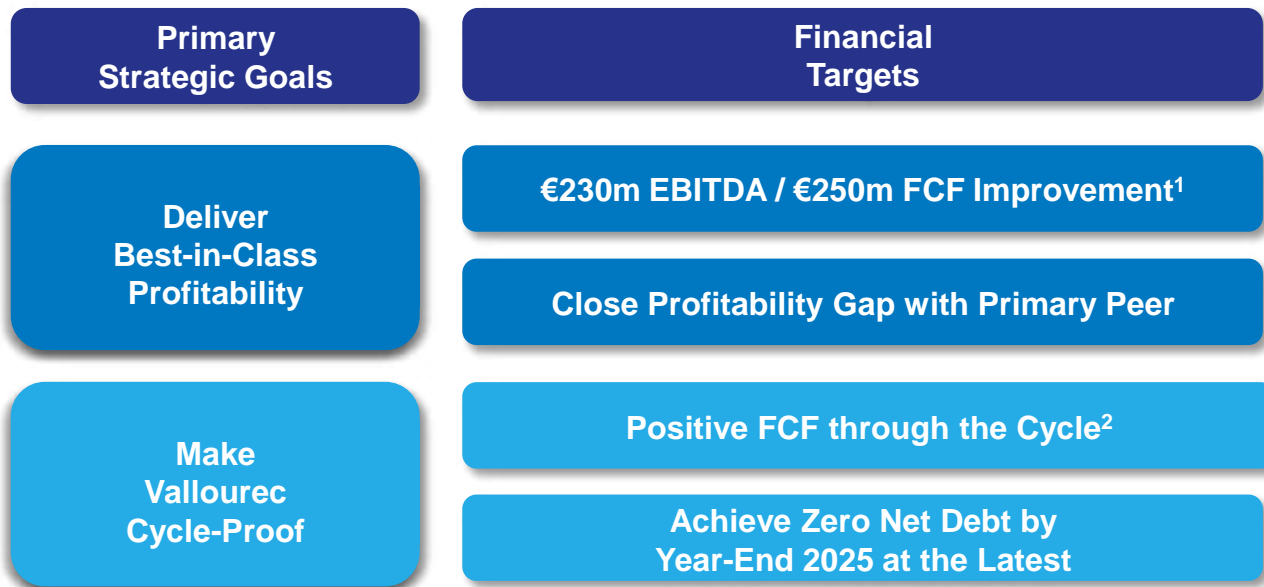 Primary
Strategic Goals
Financial
Targets
Deliver
Best-in-Class
Profitability
€230m EBITDA / €250m FCF Improvement¹
Close Profitability Gap with Primary Peer
Make
Vallourec
Cycle-Proof
Positive FCF through the Cycle²
Achieve Zero Net Debt by
Year-End 2025 at the Latest